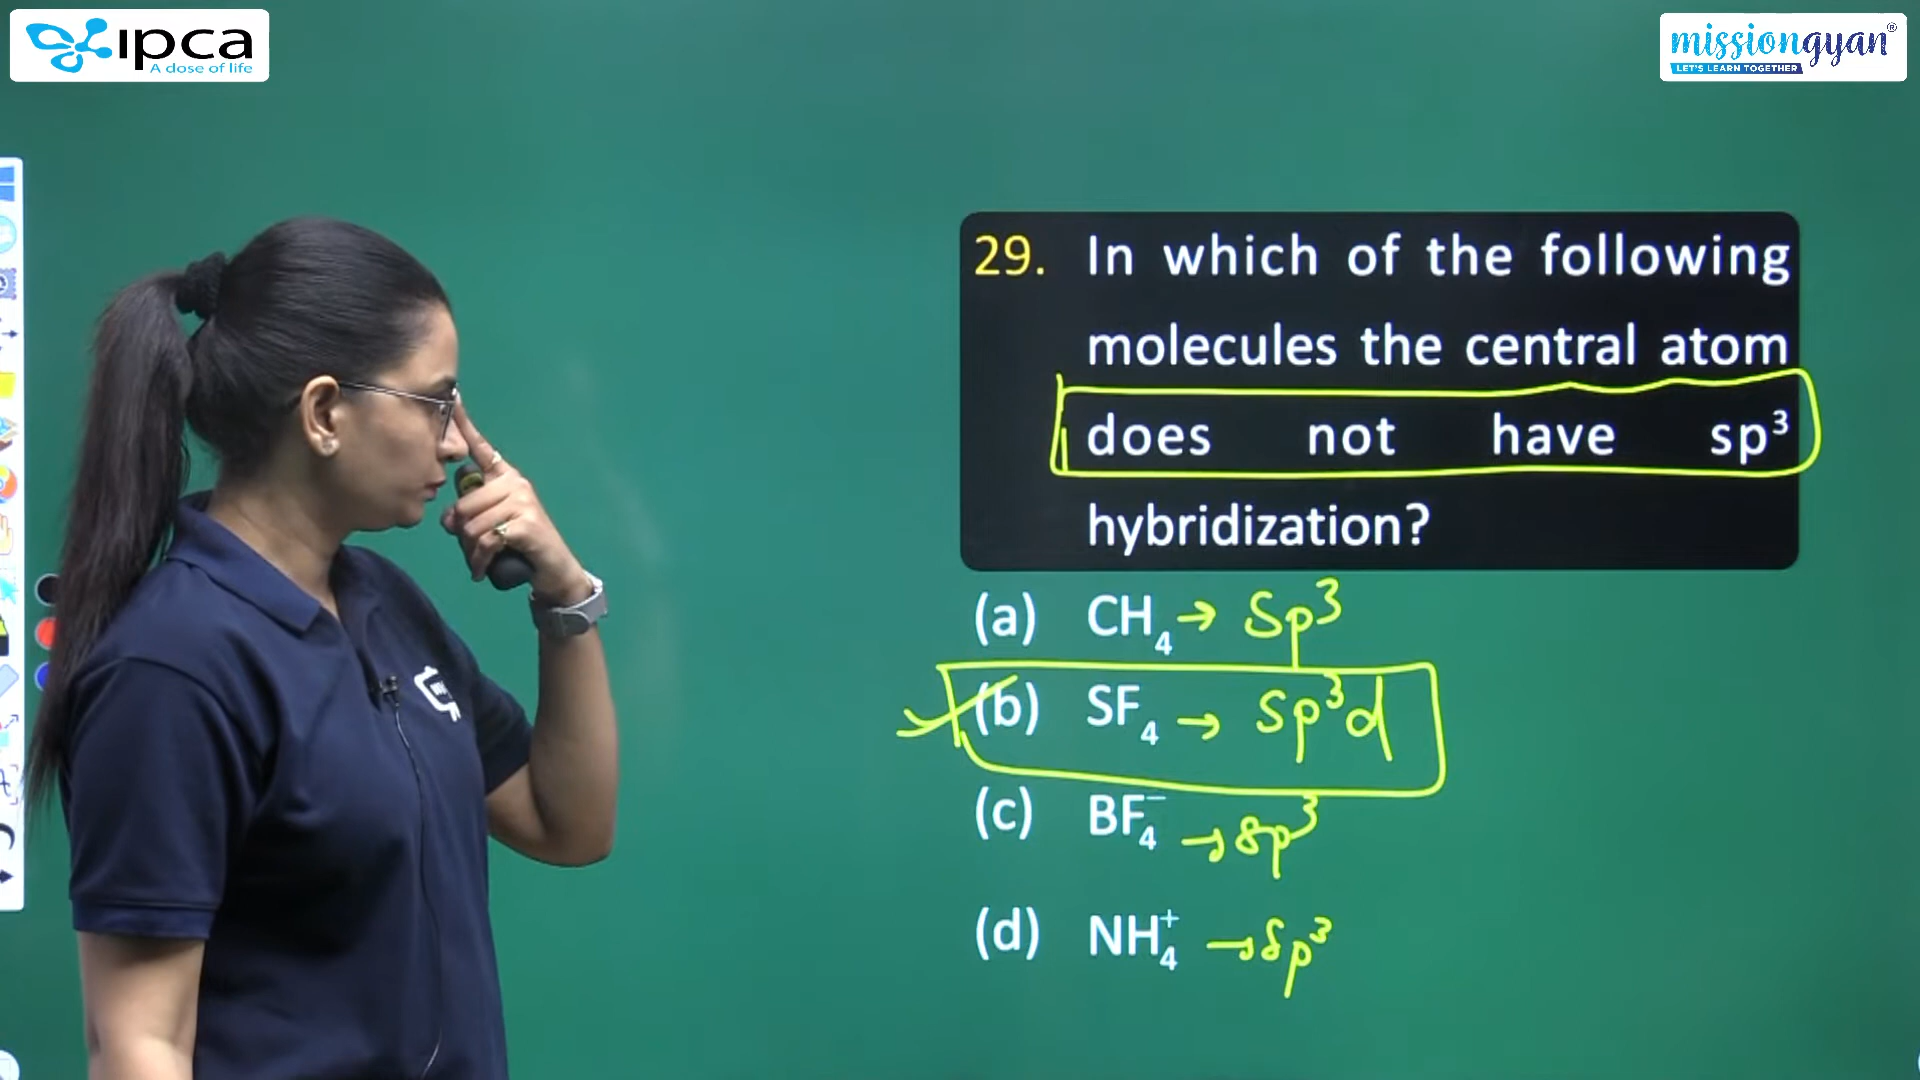 ipca
A dose of life
missiongyan®
LET'S LEARN TOGETHER
29. In which of the following
molecules the central atom
does not have sp³
hybridization?
(a) CH₄ → Sp³
(b) SF₄ → Sp³d
(c) BF₄⁻ → Sp³
(d) NH₄⁺ → Sp³